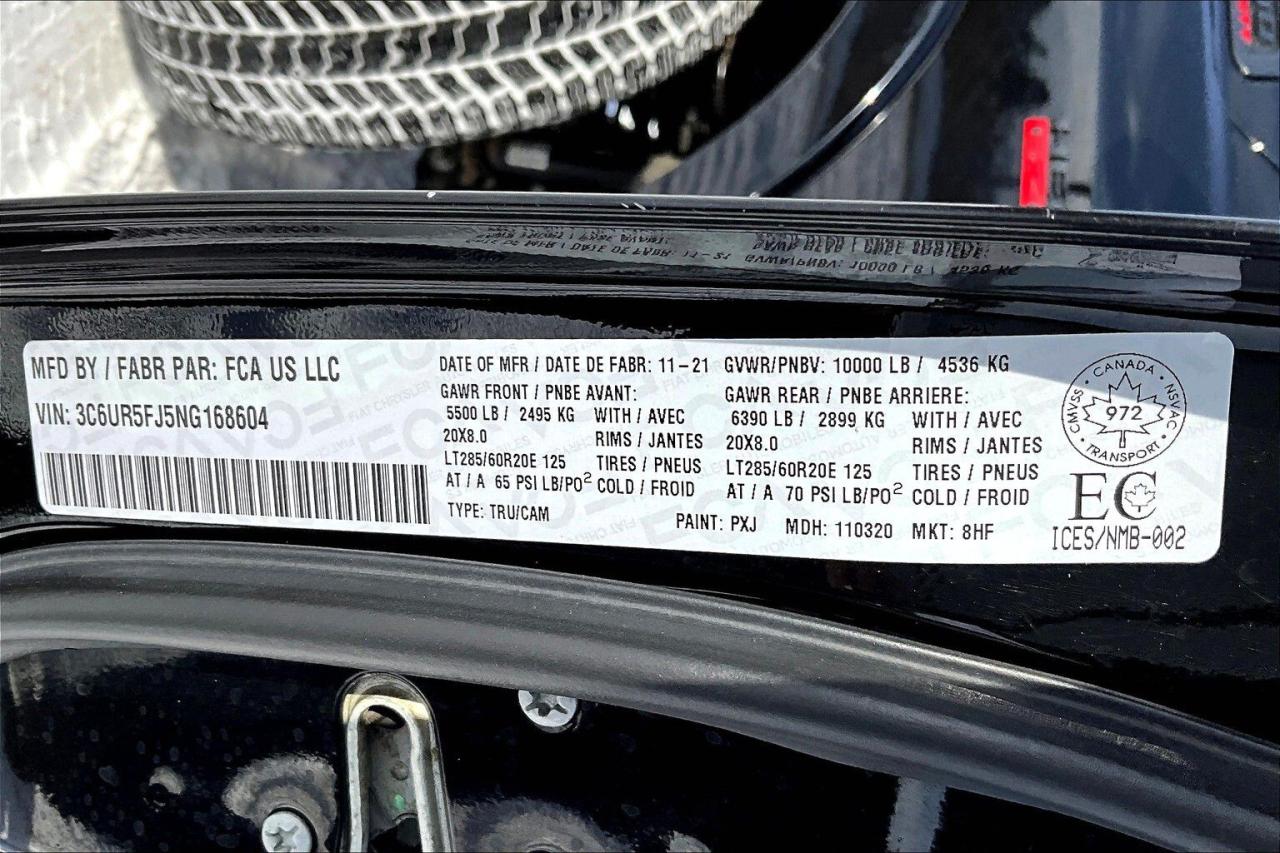 MFD BY / FABR PAR: FCA US LLC
VIN: 3C6UR5FJ5NG168604
DATE OF MFR / DATE DE FABR: 11-21 GVWR/PNBV: 10000 LB / 4536 KG
GAWR FRONT / PNBE AVANT:
5500 LB / 2495 KG WITH / AVEC
20X8.0 RIMS / JANTES
LT285/60R20E 125 TIRES / PNEUS
AT / A 65 PSI LB/PO² COLD / FROID
GAWR REAR / PNBE ARRIERE:
6390 LB / 2899 KG WITH / AVEC
20X8.0 RIMS / JANTES
LT285/60R20E 125 TIRES / PNEUS
AT / A 70 PSI LB/PO² COLD / FROID
TYPE: TRU/CAM PAINT: PXJ MDH: 110320 MKT: 8HF
CANADA
CMVSS 972 NSVAC
TRANSPORT
EC
ICES/NMB-002